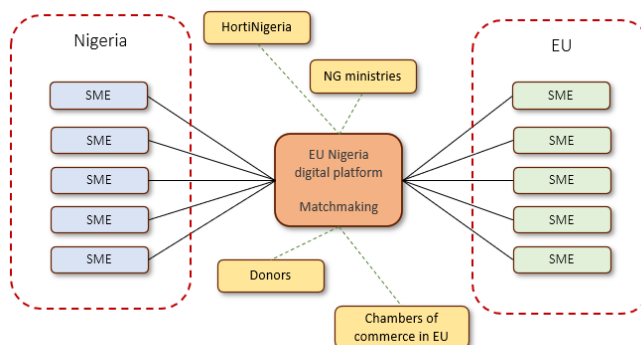 HortiNigeria
Nigeria
EU
NG ministries
SME
SME
SME
SME
SME
EU Nigeria
digital platform
Matchmaking
SME
SME
SME
SME
SME
Donors
Chambers of
commerce in EU